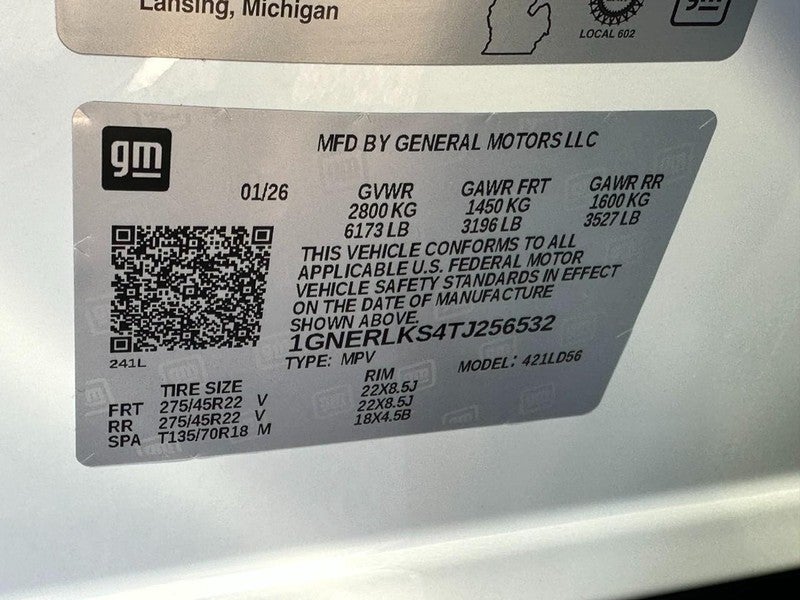 Lansing, Michigan
LOCAL 602
gm
gm
MFD BY GENERAL MOTORS LLC
01/26
GVWR GAWR FRT GAWR RR
2800 KG 1450 KG 1600 KG
6173 LB 3196 LB 3527 LB
THIS VEHICLE CONFORMS TO ALL
APPLICABLE U.S. FEDERAL MOTOR
VEHICLE SAFETY STANDARDS IN EFFECT
ON THE DATE OF MANUFACTURE
SHOWN ABOVE.
1GNERLKS4TJ256532
241L
TYPE: MPV MODEL: 421LD56
TIRE SIZE RIM
FRT 275/45R22 V 22X8.5J
RR 275/45R22 V 22X8.5J
SPA T135/70R18 M 18X4.5B